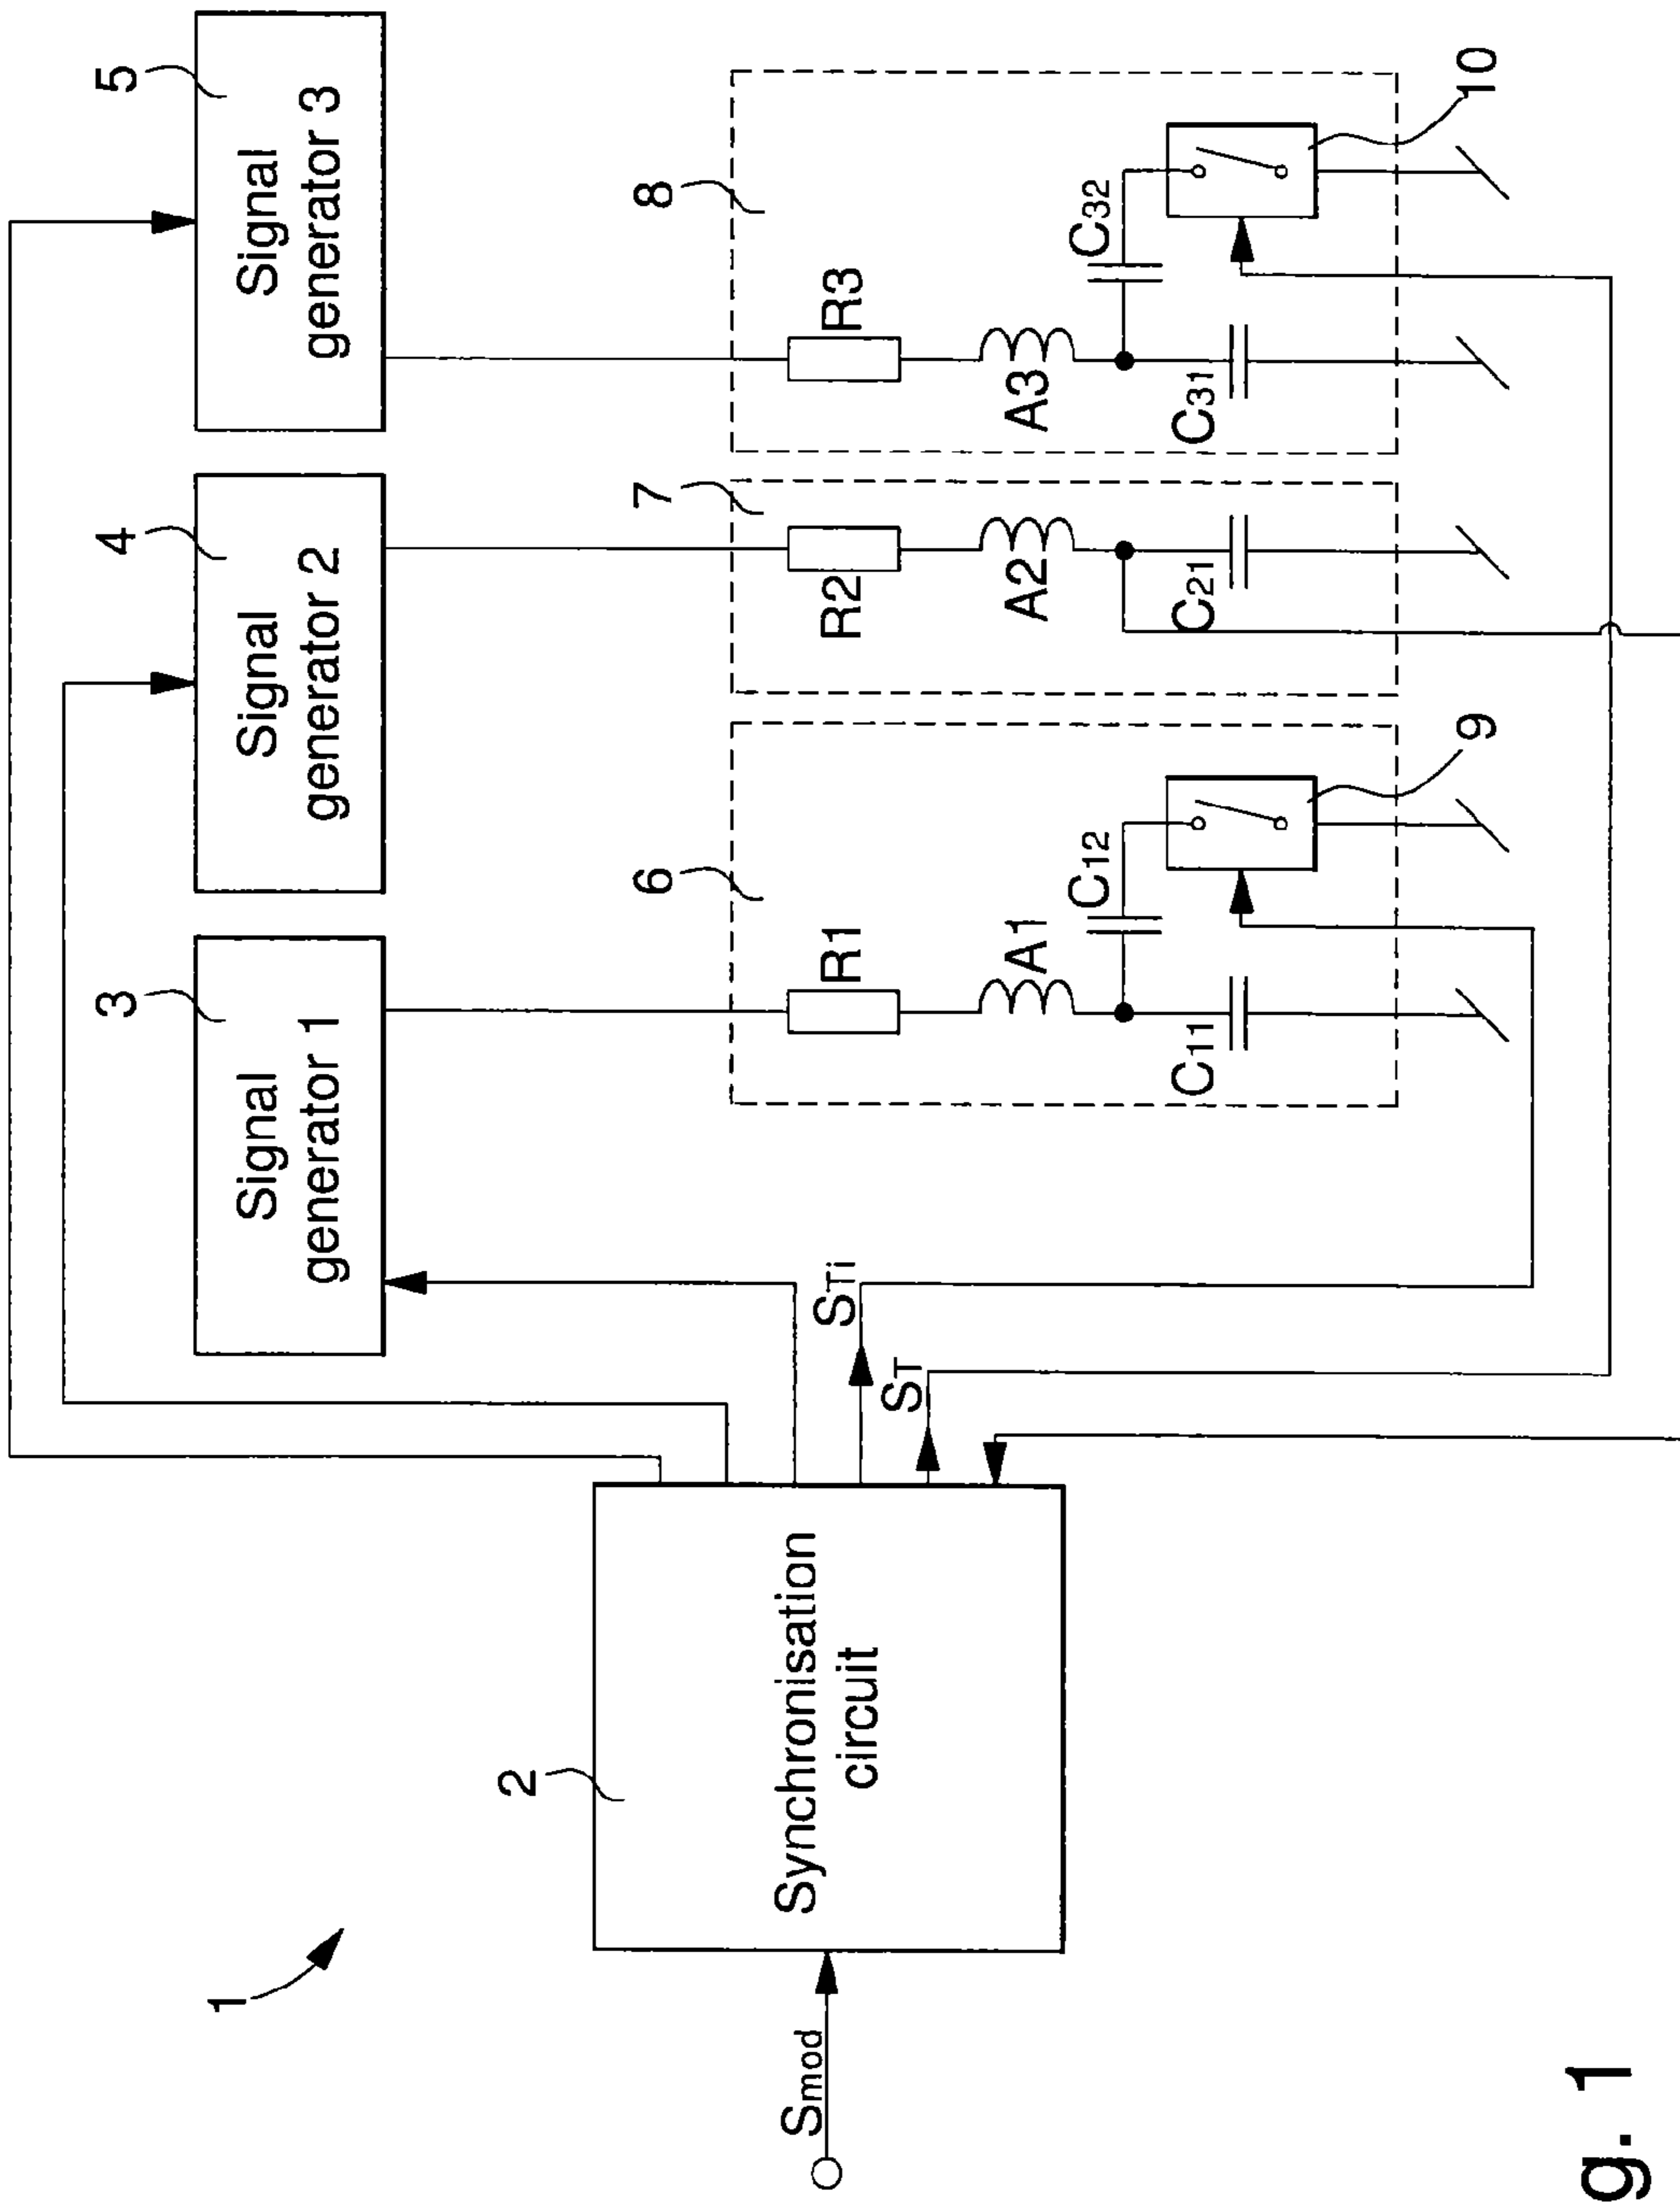 1
Smod
2
Synchronisation
circuit
STi
ST
3
Signal
generator 1
4
Signal
generator 2
5
Signal
generator 3
6
R1
A1
C11
C12
9
7
R2
A2
C21
8
R3
A3
C31
C32
10
g. 1